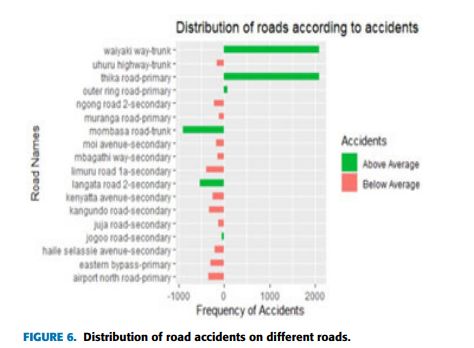 Distribution of roads according to accidents
waiyaki way-trunk
uhuru highway-trunk
thika road-primary
outer ring road-primary
ngong road 2-secondary
muranga road-primary
mombasa road-trunk
moi avenue-secondary
mbagathi way-secondary
limuru road 1a-secondary
langata road 2-secondary
kenyatta avenue-secondary
kangundo road-secondary
juja road-secondary
jogoo road-secondary
haile selassie avenue-secondary
eastern bypass-primary
airport north road-primary
Road Names
-1000 0 1000 2000
Frequency of Accidents
Accidents
Above Average
Below Average
FIGURE 6. Distribution of road accidents on different roads.